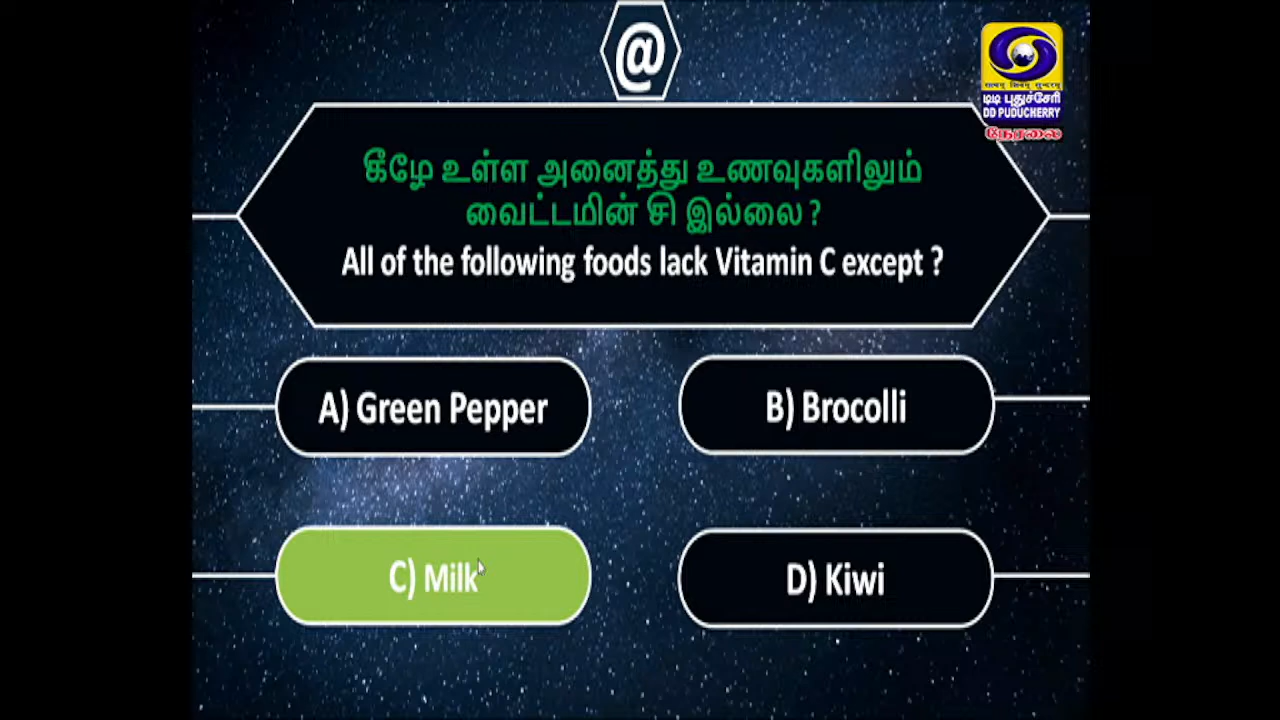 @
டிடி புதுச்சேரி
DD PUDUCHERRY
நேரலை
கீழே உள்ள அனைத்து உணவுகளிலும்
வைட்டமின் சி இல்லை ?
All of the following foods lack Vitamin C except ?
A) Green Pepper
B) Brocolli
C) Milk
D) Kiwi